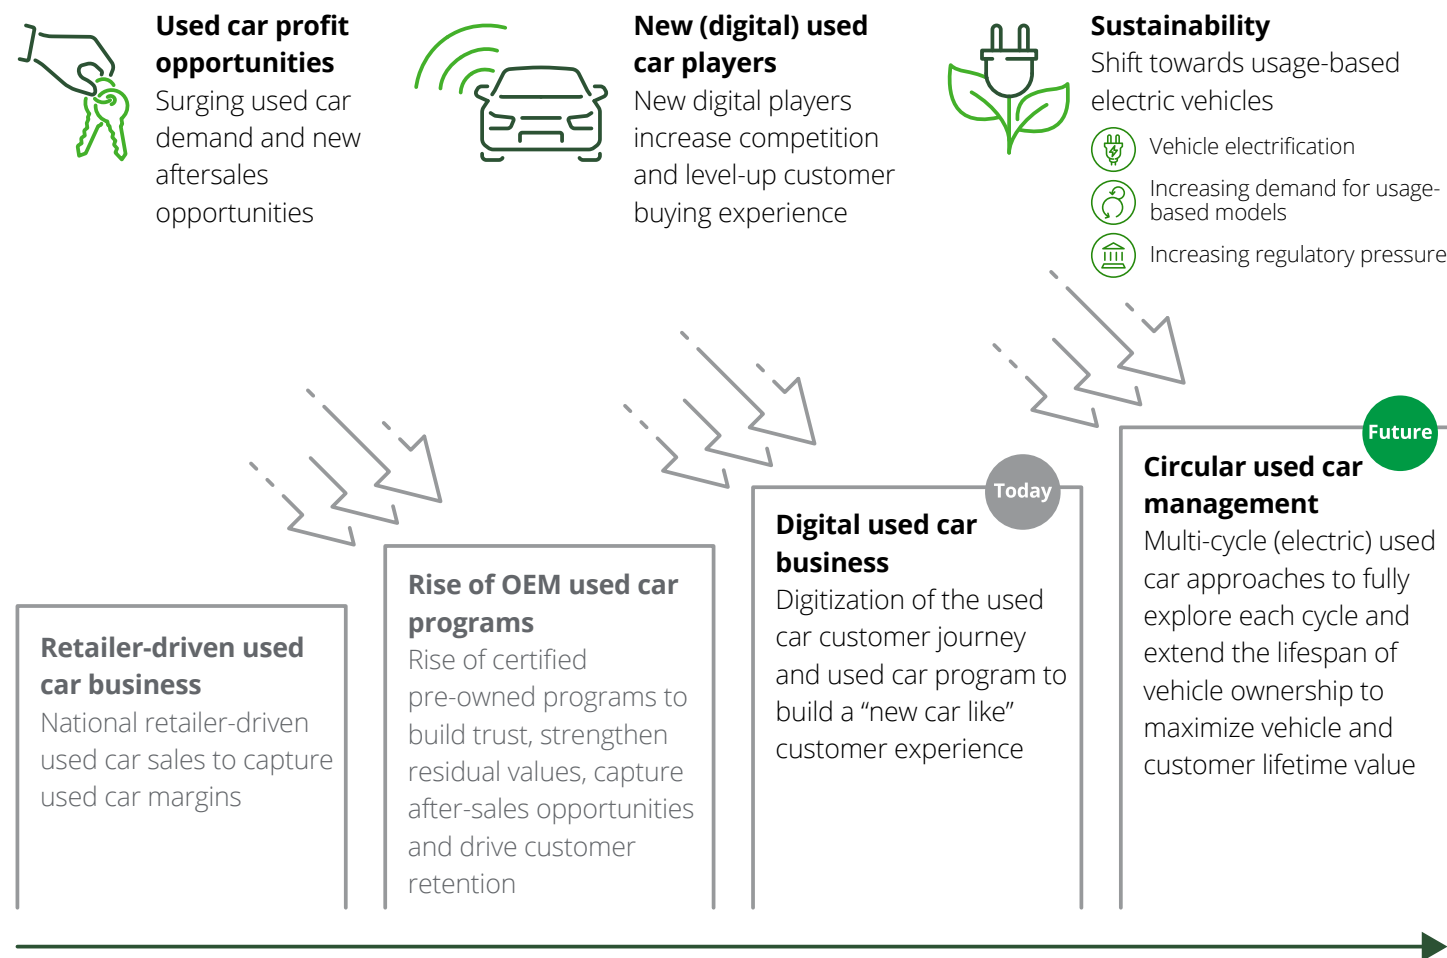 Used car profit
opportunities
Surging used car
demand and new
aftersales
opportunities
New (digital) used
car players
New digital players
increase competition
and level-up customer
buying experience
Sustainability
Shift towards usage-based
electric vehicles
Vehicle electrification
Increasing demand for usage-
based models
Increasing regulatory pressure
Retailer-driven used
car business
National retailer-driven
used car sales to capture
used car margins
Rise of OEM used car
programs
Rise of certified
pre-owned programs to
build trust, strengthen
residual values, capture
after-sales opportunities
and drive customer
retention
Today
Digital used car
business
Digitization of the used
car customer journey
and used car program to
build a “new car like”
customer experience
Future
Circular used car
management
Multi-cycle (electric) used
car approaches to fully
explore each cycle and
extend the lifespan of
vehicle ownership to
maximize vehicle and
customer lifetime value